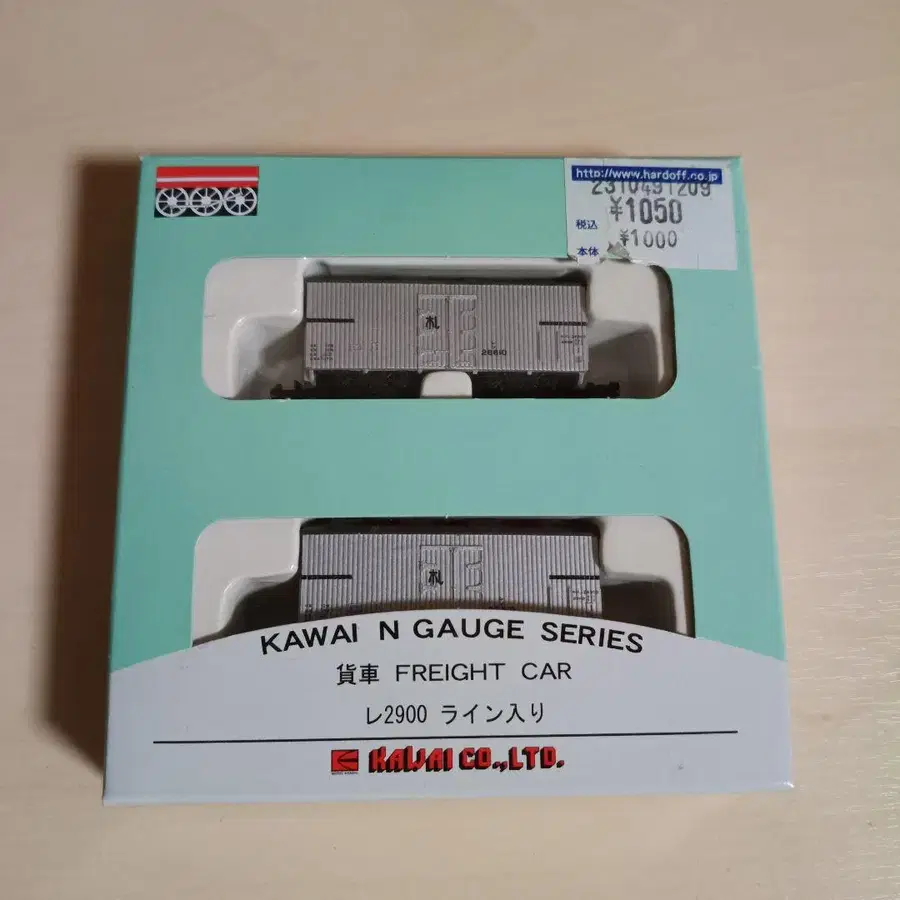 http://www.hardoff.co.jp
2310491209
税込 ¥1050
本体 ¥1000
札
28610
札
KAWAI N GAUGE SERIES
貨車 FREIGHT CAR
レ2900 ライン入り
KAWAI CO.,LTD.